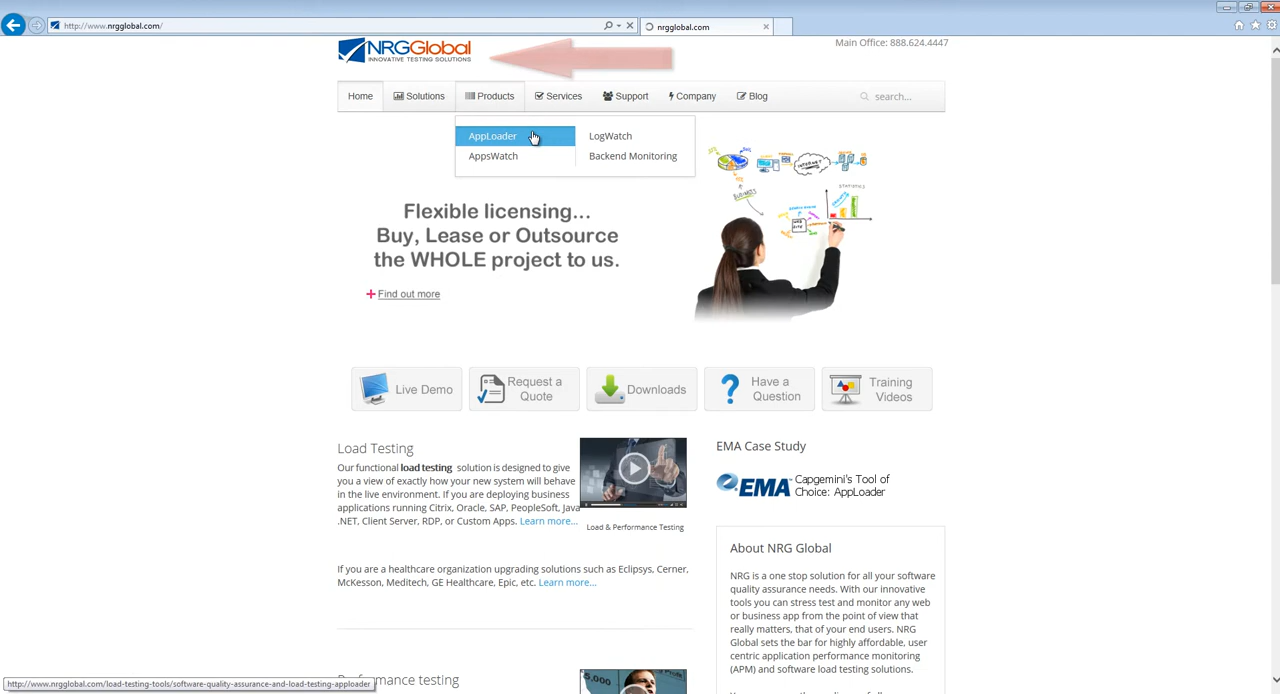 http://www.nrgglobal.com/
nrgglobal.com
NRGGlobal
INNOVATIVE TESTING SOLUTIONS
Main Office: 888.624.4447
Home Solutions Products Services Support Company Blog search...
AppLoader LogWatch
AppsWatch Backend Monitoring
Flexible licensing...
Buy, Lease or Outsource
the WHOLE project to us.
Find out more
INTERNET
STATISTICS
Live Demo
Request a
Quote
Downloads
Have a
Question
Training
Videos
Load Testing
Our functional load testing solution is designed to give
you a view of exactly how your new system will behave
in the live environment. If you are deploying business
applications running Citrix, Oracle, SAP, PeopleSoft, Java
.NET, Client Server, RDP, or Custom Apps. Learn more...
Load & Performance Testing
If you are a healthcare organization upgrading solutions such as Eclipsys, Cerner,
McKesson, Meditech, GE Healthcare, Epic, etc. Learn more...
EMA Case Study
EMA
Capgemini's Tool of
Choice: AppLoader
About NRG Global
NRG is a one stop solution for all your software
quality assurance needs. With our innovative
tools you can stress test and monitor any web
or business app from the point of view that
really matters, that of your end users. NRG
Global sets the bar for highly affordable, user
centric application performance monitoring
(APM) and software load testing solutions.
Performance testing
5,000
http://www.nrgglobal.com/load-testing-tools/software-quality-assurance-and-load-testing-apploader